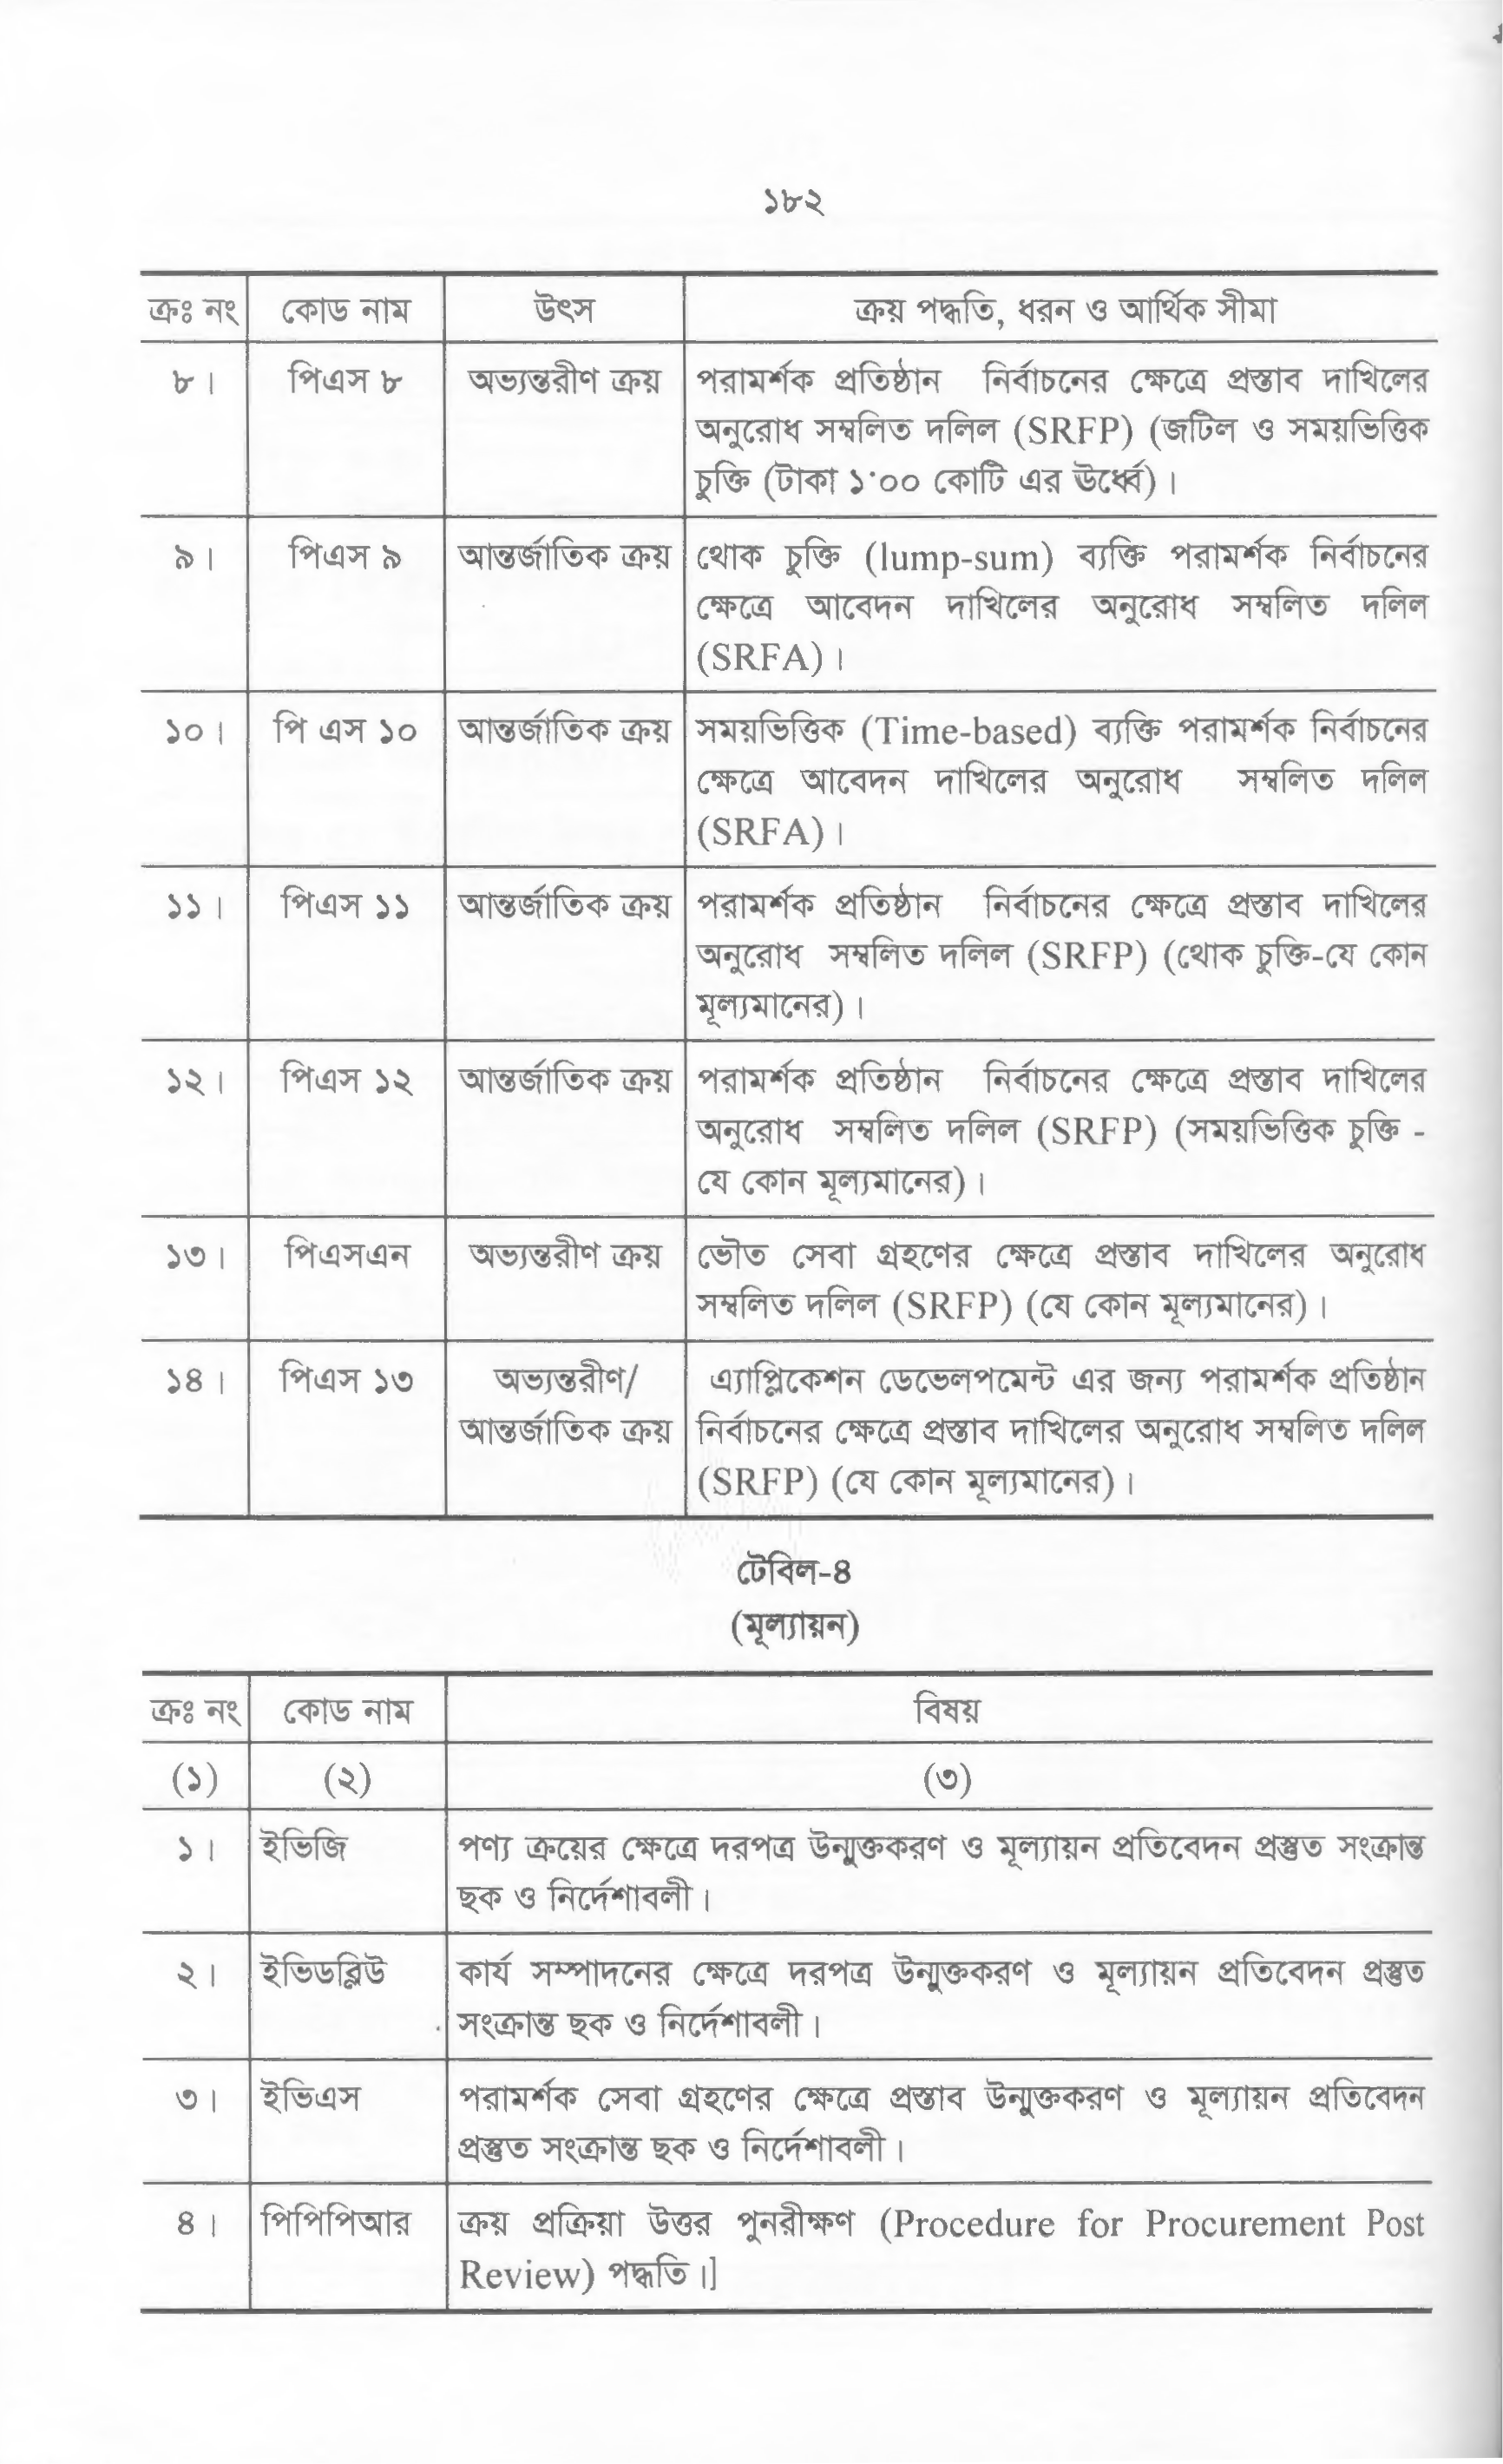 ১৮২
ক্রঃ নং কোড নাম উৎস ক্রয় পদ্ধতি, ধরন ও আর্থিক সীমা
৮। পিএস ৮ অভ্যন্তরীণ ক্রয় পরামর্শক প্রতিষ্ঠান নির্বাচনের ক্ষেত্রে প্রস্তাব দাখিলের
অনুরোধ সম্বলিত দলিল (SRFP) (জটিল ও সময়ভিত্তিক
চুক্তি (টাকা ১·০০ কোটি এর ঊর্ধ্বে)।
৯। পিএস ৯ আন্তর্জাতিক ক্রয় থোক চুক্তি (lump-sum) ব্যক্তি পরামর্শক নির্বাচনের
ক্ষেত্রে আবেদন দাখিলের অনুরোধ সম্বলিত দলিল
(SRFA)।
১০। পি এস ১০ আন্তর্জাতিক ক্রয় সময়ভিত্তিক (Time-based) ব্যক্তি পরামর্শক নির্বাচনের
ক্ষেত্রে আবেদন দাখিলের অনুরোধ সম্বলিত দলিল
(SRFA)।
১১। পিএস ১১ আন্তর্জাতিক ক্রয় পরামর্শক প্রতিষ্ঠান নির্বাচনের ক্ষেত্রে প্রস্তাব দাখিলের
অনুরোধ সম্বলিত দলিল (SRFP) (থোক চুক্তি-যে কোন
মূল্যমানের)।
১২। পিএস ১২ আন্তর্জাতিক ক্রয় পরামর্শক প্রতিষ্ঠান নির্বাচনের ক্ষেত্রে প্রস্তাব দাখিলের
অনুরোধ সম্বলিত দলিল (SRFP) (সময়ভিত্তিক চুক্তি -
যে কোন মূল্যমানের)।
১৩। পিএসএন অভ্যন্তরীণ ক্রয় ভৌত সেবা গ্রহণের ক্ষেত্রে প্রস্তাব দাখিলের অনুরোধ
সম্বলিত দলিল (SRFP) (যে কোন মূল্যমানের)।
১৪। পিএস ১৩ অভ্যন্তরীণ/ এ্যাপ্লিকেশন ডেভেলপমেন্ট এর জন্য পরামর্শক প্রতিষ্ঠান
আন্তর্জাতিক ক্রয় নির্বাচনের ক্ষেত্রে প্রস্তাব দাখিলের অনুরোধ সম্বলিত দলিল
(SRFP) (যে কোন মূল্যমানের)।
টেবিল-৪
(মূল্যায়ন)
ক্রঃ নং কোড নাম বিষয়
(১) (২) (৩)
১। ইভিজি পণ্য ক্রয়ের ক্ষেত্রে দরপত্র উন্মুক্তকরণ ও মূল্যায়ন প্রতিবেদন প্রস্তুত সংক্রান্ত
ছক ও নির্দেশাবলী।
২। ইভিডব্লিউ কার্য সম্পাদনের ক্ষেত্রে দরপত্র উন্মুক্তকরণ ও মূল্যায়ন প্রতিবেদন প্রস্তুত
সংক্রান্ত ছক ও নির্দেশাবলী।
৩। ইভিএস পরামর্শক সেবা গ্রহণের ক্ষেত্রে প্রস্তাব উন্মুক্তকরণ ও মূল্যায়ন প্রতিবেদন
প্রস্তুত সংক্রান্ত ছক ও নির্দেশাবলী।
৪। পিপিপিআর ক্রয় প্রক্রিয়া উত্তর পুনরীক্ষণ (Procedure for Procurement Post
Review) পদ্ধতি।]